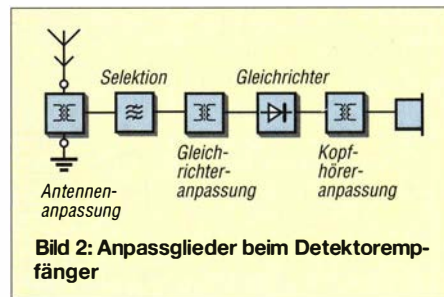 Selektion
Gleichrichter
Antennen-
anpassung
Gleich-
richter-
anpassung
Kopf-
hörer-
anpassung
Bild 2: Anpassglieder beim Detektoremp-
fänger